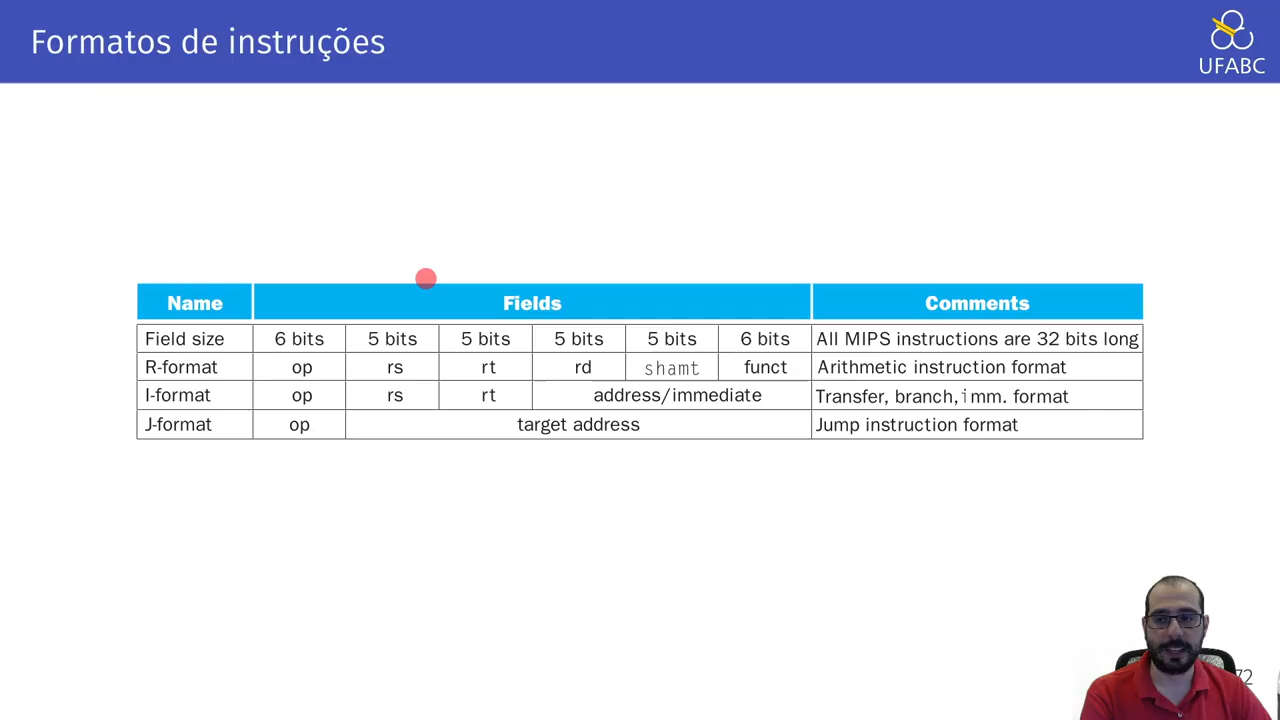 Formatos de instruções
UFABC
Name Fields Comments
Field size 6 bits 5 bits 5 bits 5 bits 5 bits 6 bits All MIPS instructions are 32 bits long
R-format op rs rt rd shamt funct Arithmetic instruction format
I-format op rs rt address/immediate Transfer, branch,imm. format
J-format op target address Jump instruction format
72